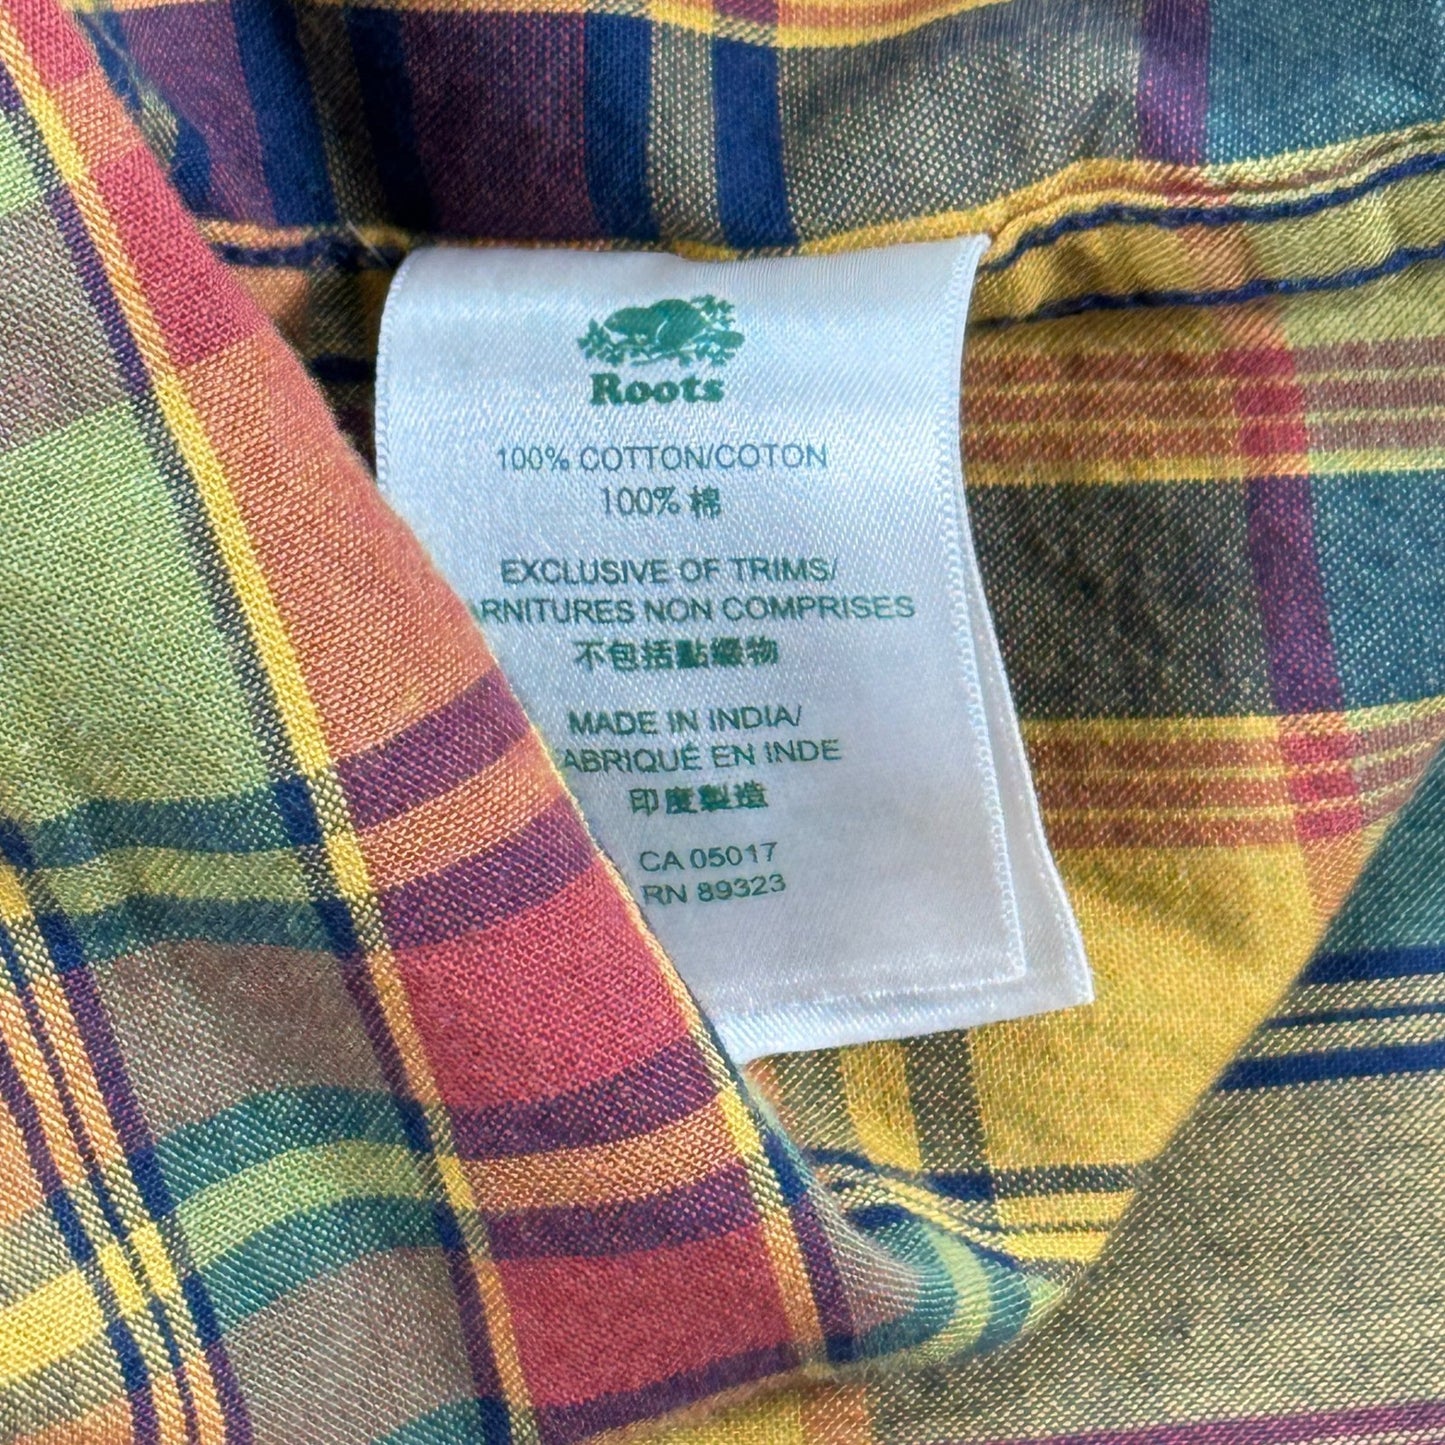 Roots
100% COTTON/COTON
100% 棉
EXCLUSIVE OF TRIMS/
ARNITURES NON COMPRISES
不包括點綴物
MADE IN INDIA/
FABRIQUÉ EN INDE
印度製造
CA 05017
RN 89323